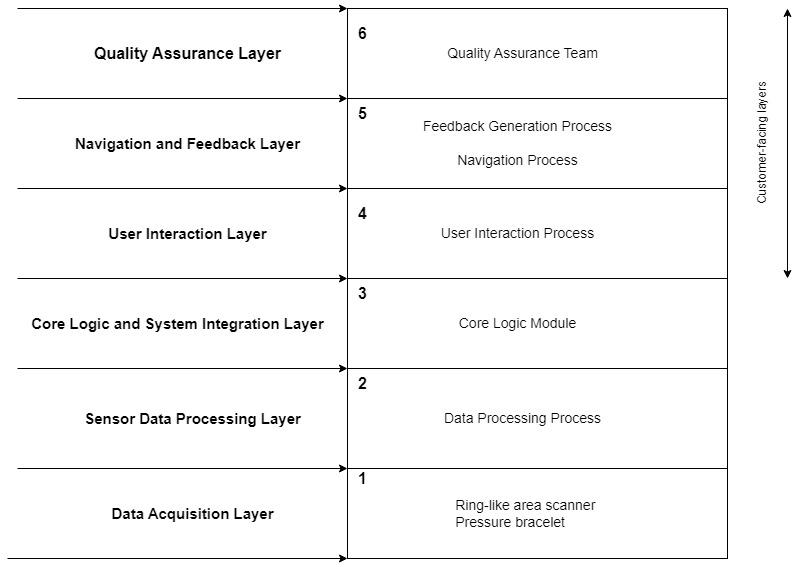 Quality Assurance Layer
6
Quality Assurance Team
Navigation and Feedback Layer
5
Feedback Generation Process
Navigation Process
User Interaction Layer
4
User Interaction Process
Core Logic and System Integration Layer
3
Core Logic Module
Sensor Data Processing Layer
2
Data Processing Process
Data Acquisition Layer
1
Ring-like area scanner
Pressure bracelet
Customer-facing layers